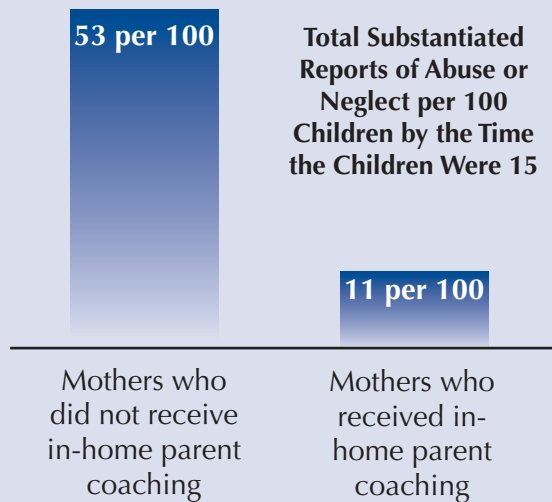 53 per 100
Total Substantiated
Reports of Abuse or
Neglect per 100
Children by the Time
the Children Were 15
11 per 100
Mothers who
did not receive
in-home parent
coaching
Mothers who
received in-
home parent
coaching